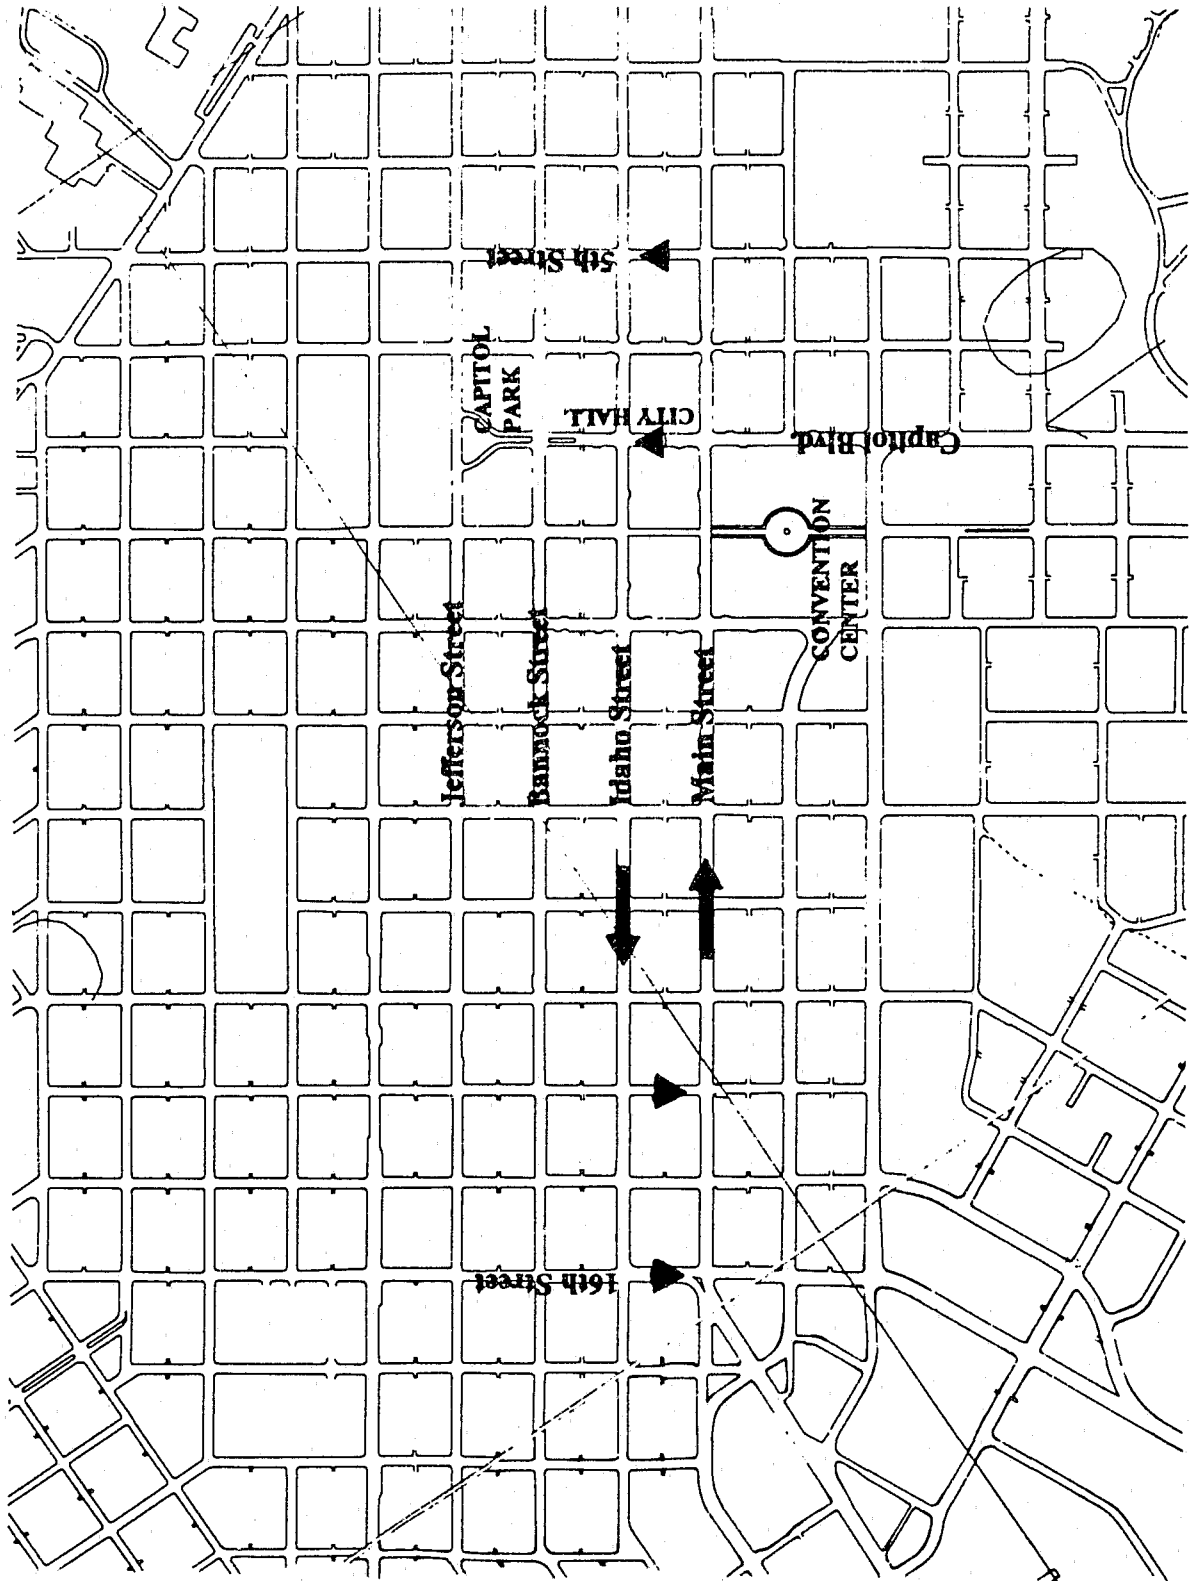 5th Street
CAPITOL
PARK
CITY HALL
Capitol Blvd.
CONVENTION
CENTER
Jefferson Street
Bannock Street
Idaho Street
Main Street
16th Street